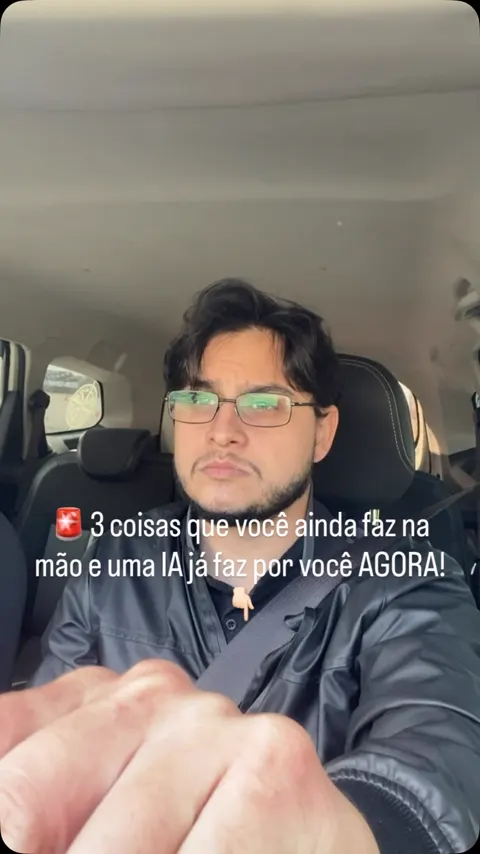 🚨 3 coisas que você ainda faz na
mão e uma IA já faz por você AGORA!
👇🏻